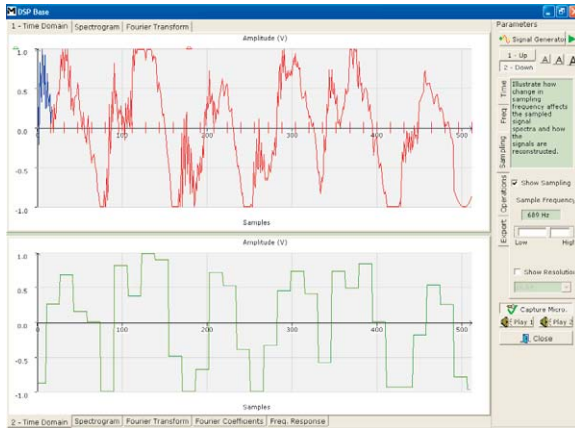 DSP Base
1 - Time Domain
Spectrogram
Fourier Transform
Amplitude (V)
1.0
0.5
0.0
-0.5
-1.0
0
100
200
300
400
500
Samples
Amplitude (V)
1.0
0.5
0.0
-0.5
-1.0
0
100
200
300
400
500
Samples
2 - Time Domain
Spectrogram
Fourier Transform
Fourier Coefficients
Freq. Response
Parameters
Signal Generator
1 - Up
2 - Down
A A A
Time
Freq
Sampling
Operations
Export
Illustrate how
change in
sampling
frequency affects
the sampled
signal
spectra and how
the
signals are
reconstructed.
Show Sampling
Sample Frequency
689 Hz
Low
High
Show Resolution
Capture Micro.
Play 1
Play 2
Close